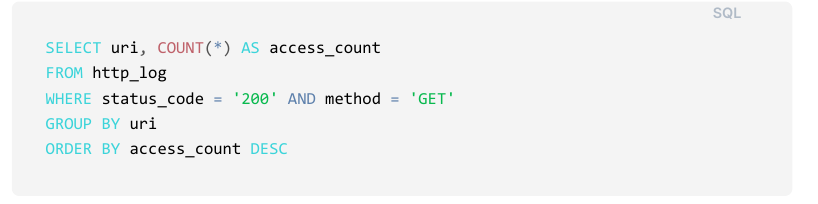 SQL
SELECT uri, COUNT(*) AS access_count
FROM http_log
WHERE status_code = '200' AND method = 'GET'
GROUP BY uri
ORDER BY access_count DESC